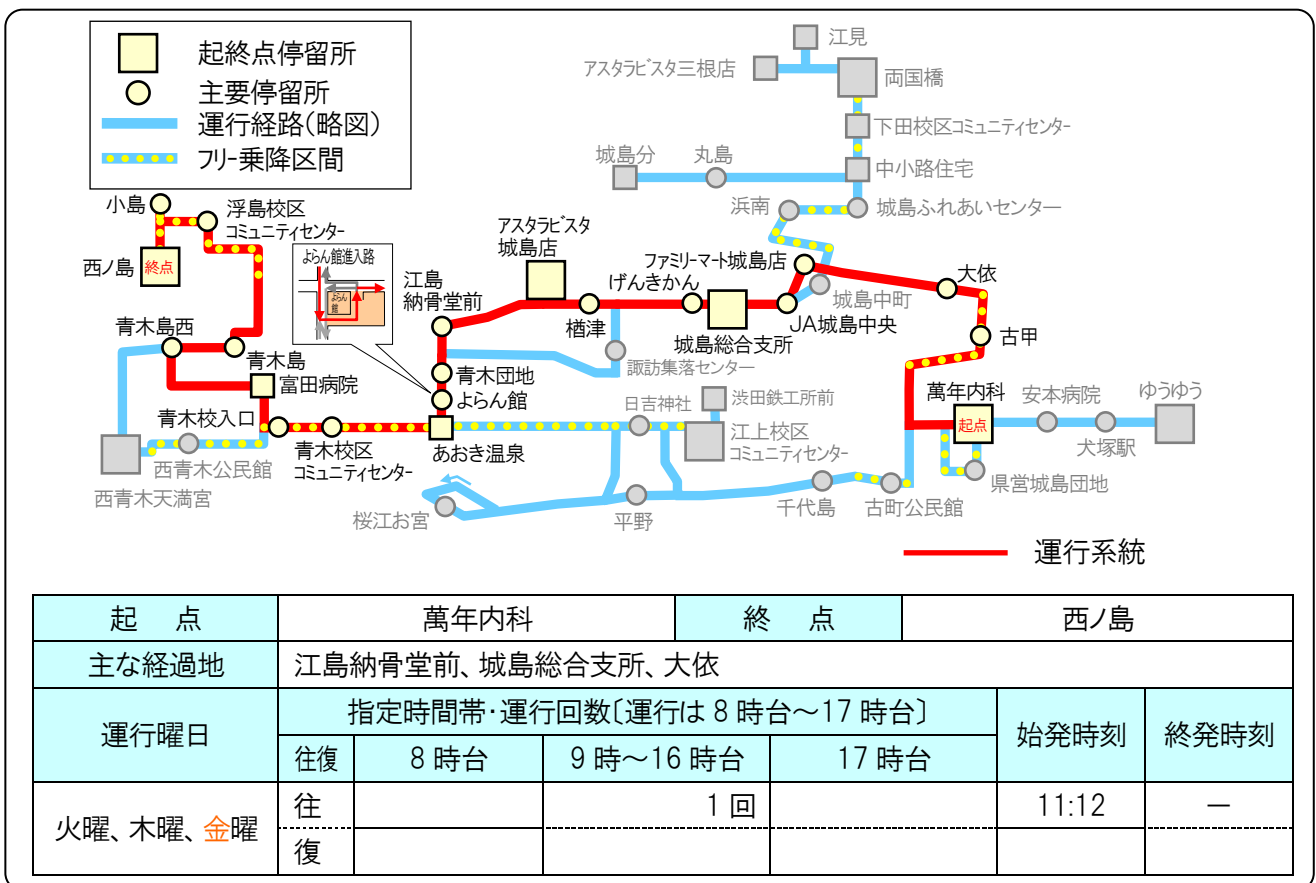 起終点停留所
主要停留所
運行経路(略図)
フリー乗降区間
江見
アスタラビスタ三根店
両国橋
下田校区コミュニティセンター
城島分
丸島
中小路住宅
浜南
城島ふれあいセンター
小島
浮島校区
コミュニティセンター
西ノ島
終点
よらん館進入路
よらん
館
江島
納骨堂前
アスタラビスタ
城島店
ファミリーマート城島店
げんきかん
大依
城島中町
楢津
城島総合支所
JA城島中央
古甲
青木島西
青木島
富田病院
青木団地
よらん館
諏訪集落センター
萬年内科
起点
安本病院
ゆうゆう
犬塚駅
日吉神社
渋田鉄工所前
青木校入口
青木校区
コミュニティセンター
あおき温泉
江上校区
コミュニティセンター
西青木公民館
西青木天満宮
県営城島団地
桜江お宮
平野
千代島
古町公民館
運行系統
起 点 萬年内科 終 点 西ノ島
主な経過地 江島納骨堂前、城島総合支所、大依
運行曜日 指定時間帯・運行回数〔運行は8時台～17時台〕 始発時刻 終発時刻
往復 8時台 9時～16時台 17時台
火曜、木曜、金曜 往 1回 11:12 －
復